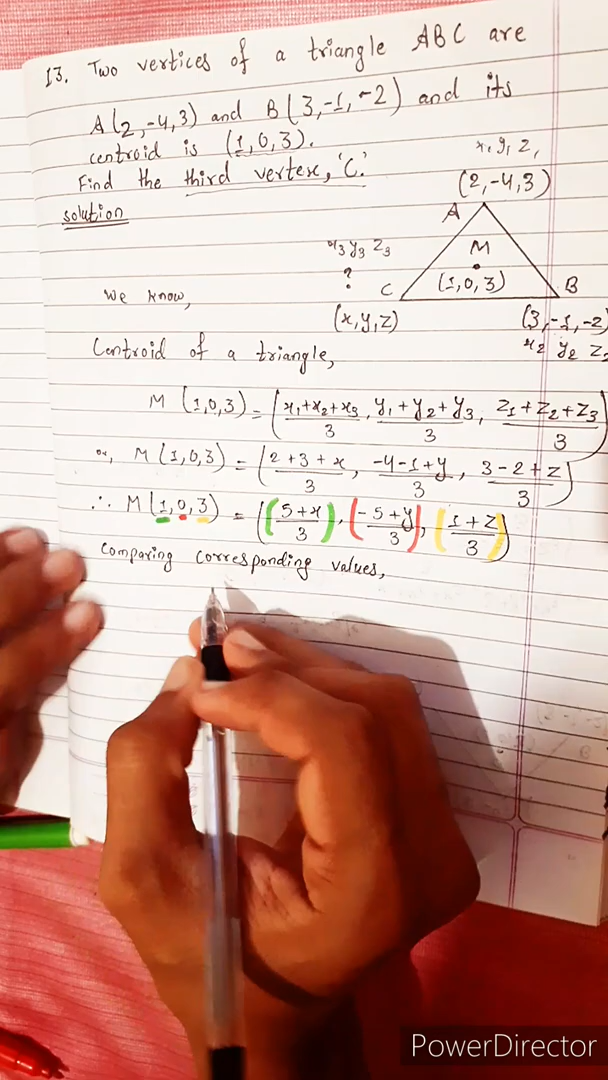 13. Two vertices of a triangle ABC are
A(2,-4,3) and B(3,-1,-2) and its
centroid is (1,0,3).
Find the third vertex, 'C.'
solution
x, y, z,
(2,-4,3)
A
M
x3 y3 z3
?
C
(1,0,3)
B
(x,y,z)
(3,-1,-2)
x2 y2 z2
We know,
Centroid of a triangle,
M (1,0,3) = (x1+x2+x3/3, y1+y2+y3/3, z1+z2+z3/3)
or, M(1,0,3) = (2+3+x/3, -4-1+y/3, 3-2+z/3)
∴ M(1,0,3) = ((5+x/3), (-5+y/3), (1+z/3))
Comparing corresponding values,
PowerDirector